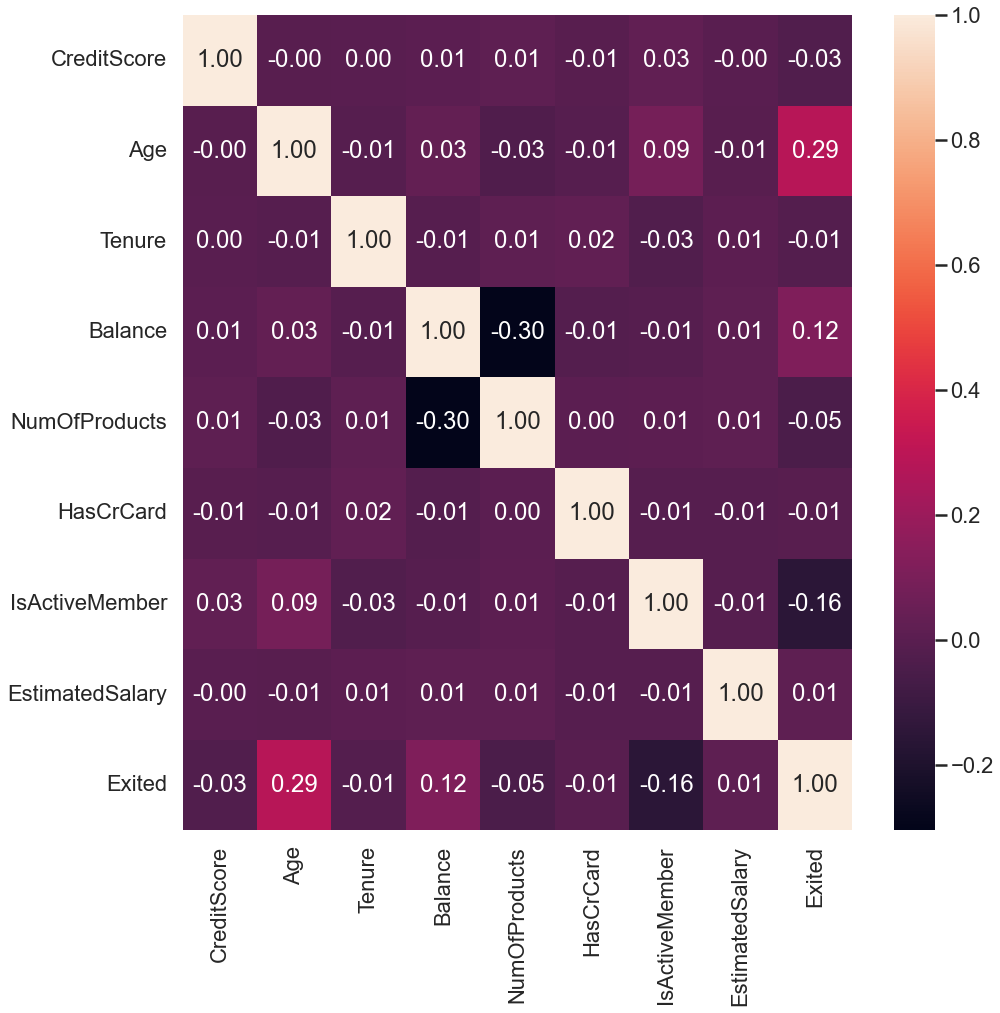 CreditScore 1.00 -0.00 0.00 0.01 0.01 -0.01 0.03 -0.00 -0.03
Age -0.00 1.00 -0.01 0.03 -0.03 -0.01 0.09 -0.01 0.29
Tenure 0.00 -0.01 1.00 -0.01 0.01 0.02 -0.03 0.01 -0.01
Balance 0.01 0.03 -0.01 1.00 -0.30 -0.01 -0.01 0.01 0.12
NumOfProducts 0.01 -0.03 0.01 -0.30 1.00 0.00 0.01 0.01 -0.05
HasCrCard -0.01 -0.01 0.02 -0.01 0.00 1.00 -0.01 -0.01 -0.01
IsActiveMember 0.03 0.09 -0.03 -0.01 0.01 -0.01 1.00 -0.01 -0.16
EstimatedSalary -0.00 -0.01 0.01 0.01 0.01 -0.01 -0.01 1.00 0.01
Exited -0.03 0.29 -0.01 0.12 -0.05 -0.01 -0.16 0.01 1.00
CreditScore
Age
Tenure
Balance
NumOfProducts
HasCrCard
IsActiveMember
EstimatedSalary
Exited
1.0
0.8
0.6
0.4
0.2
0.0
−0.2